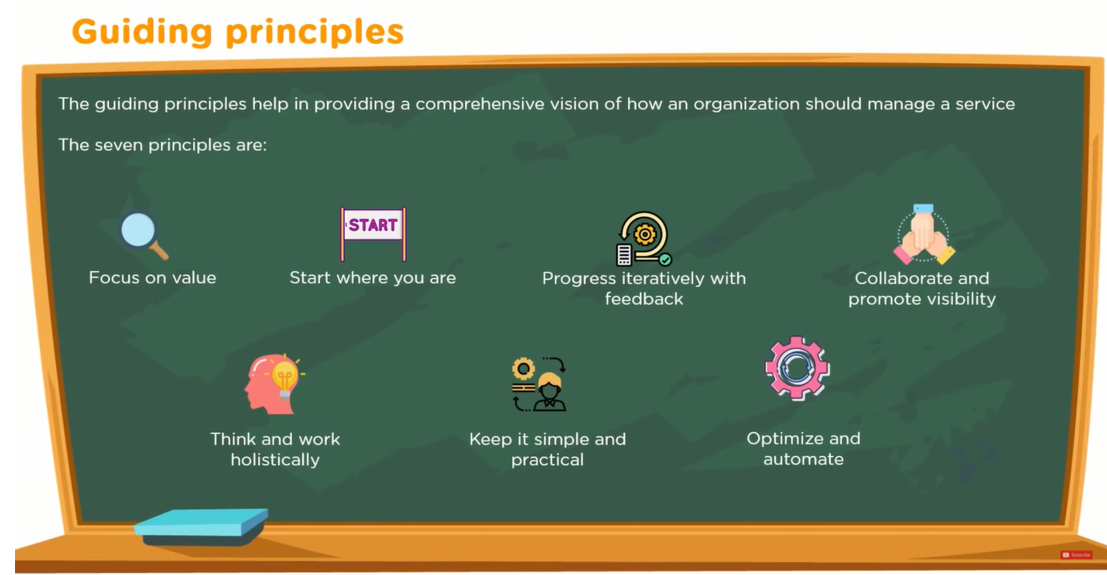 Guiding principles
The guiding principles help in providing a comprehensive vision of how an organization should manage a service
The seven principles are:
START
Focus on value
Start where you are
Progress iteratively with
feedback
Collaborate and
promote visibility
Think and work
holistically
Keep it simple and
practical
Optimize and
automate
Subscribe